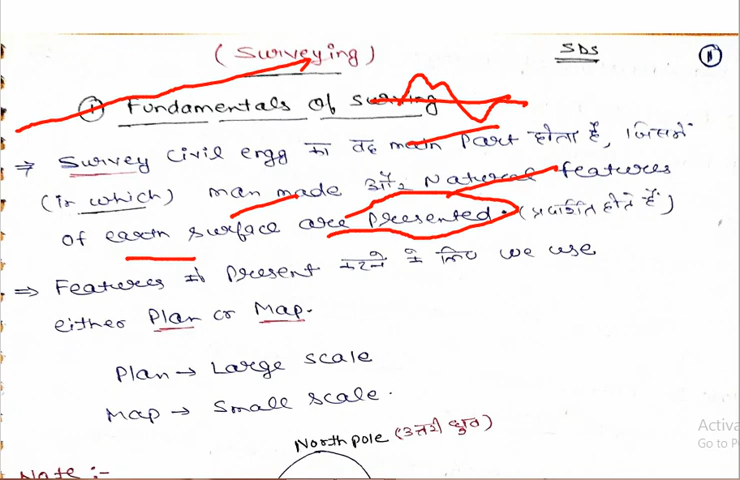 (Surveying) SDS 11
① Fundamentals Of Surving
⇒ Survey civil engg का वह main Part होता है, जिसमें
(in which) man made और Natural features
Of earth surface are Presented. (प्रदर्शित होते हैं)
⇒ Features को Present करने के लिए we use
either Plan or Map.
Plan → Large scale
Map → Small scale.
North pole (उत्तरी ध्रुव)
Note :-
Activa
Go to P